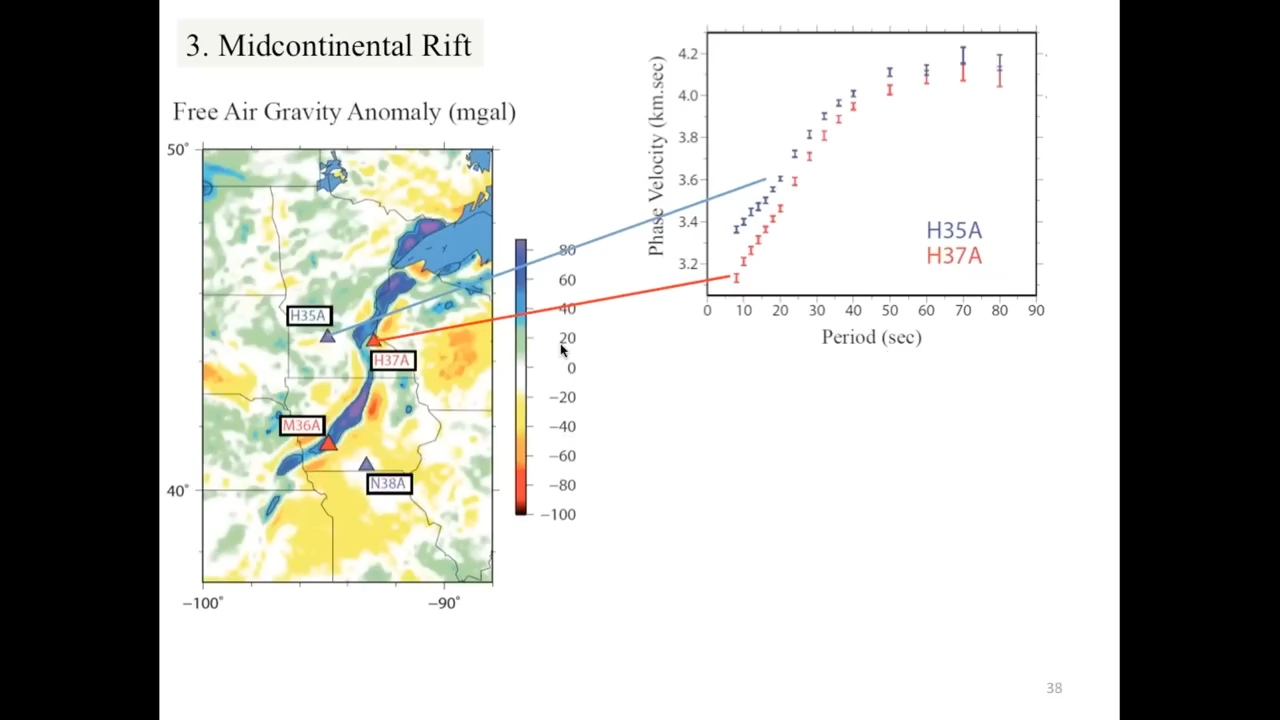 3. Midcontinental Rift
Free Air Gravity Anomaly (mgal)
50°
40°
−100°
−90°
H35A
H37A
M36A
N38A
80
60
40
20
0
−20
−40
−60
−80
−100
Phase Velocity (km.sec)
4.2
4.0
3.8
3.6
3.4
3.2
H35A
H37A
0 10 20 30 40 50 60 70 80 90
Period (sec)
38